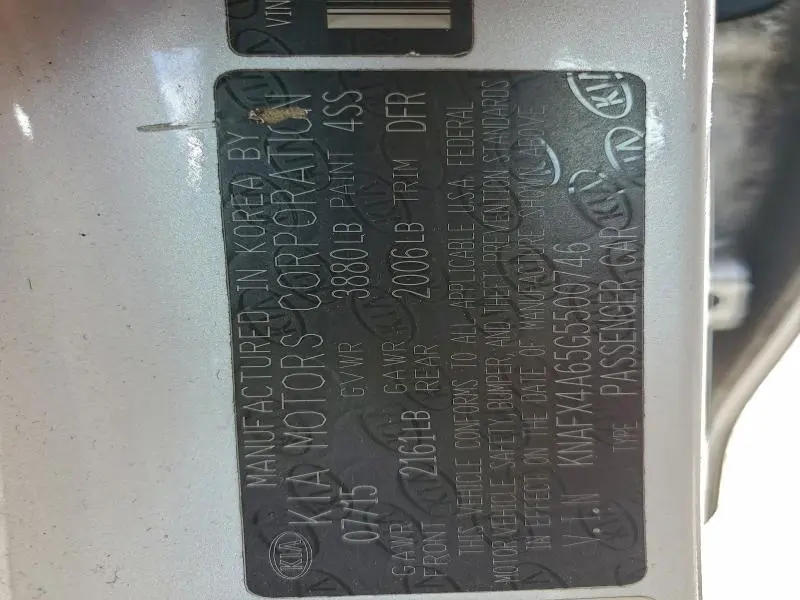 VIN
KIA
MANUFACTURED IN KOREA BY
KIA MOTORS CORPORATION
07/15 GVWR 3880LB PAINT 4SS
GAWR FRONT 2161LB GAWR REAR 2006LB TRIM DFR
THIS VEHICLE CONFORMS TO ALL APPLICABLE U.S.A. FEDERAL
MOTOR VEHICLE SAFETY, BUMPER, AND THEFT PREVENTION STANDARDS
IN EFFECT ON THE DATE OF MANUFACTURE SHOWN ABOVE.
V.I.N KNAFX4A65G5500746
TYPE PASSENGER CAR